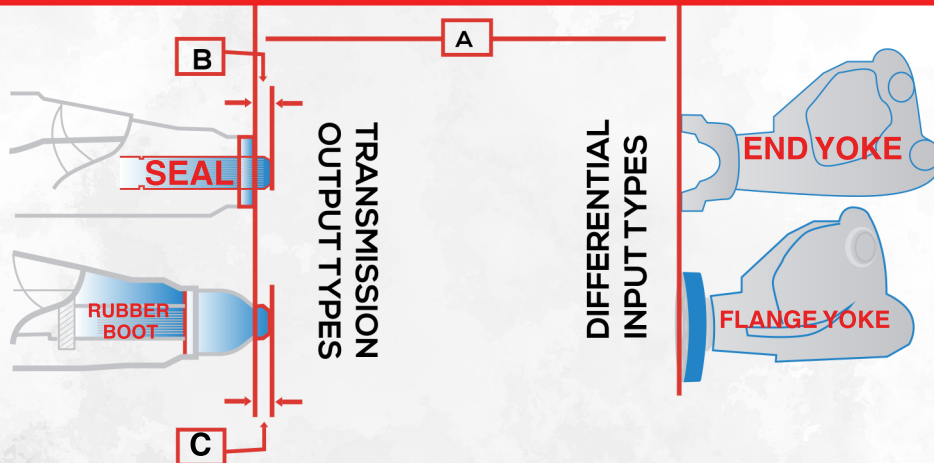 A
B
SEAL
TRANSMISSION
OUTPUT TYPES
DIFFERENTIAL
INPUT TYPES
END YOKE
RUBBER
BOOT
FLANGE YOKE
C